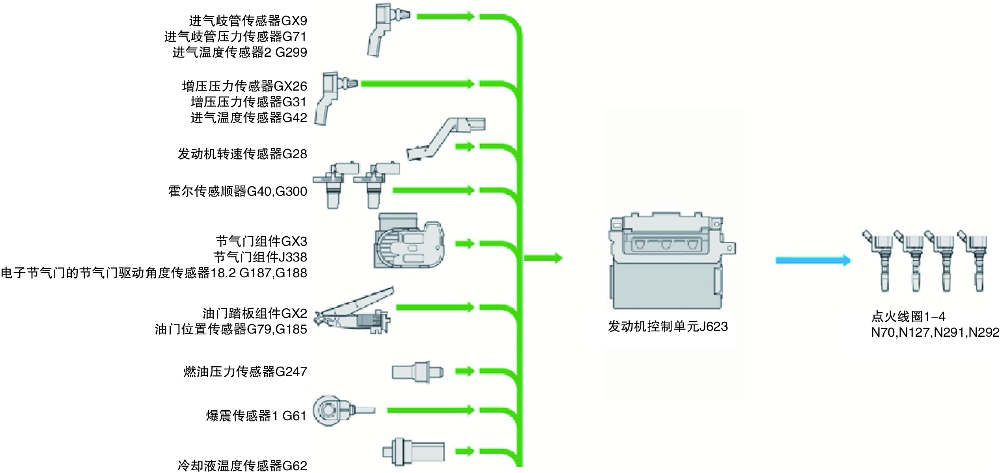 进气歧管传感器GX9
进气歧管压力传感器G71
进气温度传感器2 G299
增压压力传感器GX26
增压压力传感器G31
进气温度传感器G42
发动机转速传感器G28
霍尔传感顺器G40,G300
节气门组件GX3
节气门组件J338
电子节气门的节气门驱动角度传感器18.2 G187,G188
油门踏板组件GX2
油门位置传感器G79,G185
燃油压力传感器G247
爆震传感器1 G61
冷却液温度传感器G62
发动机控制单元J623
点火线圈1–4
N70,N127,N291,N292